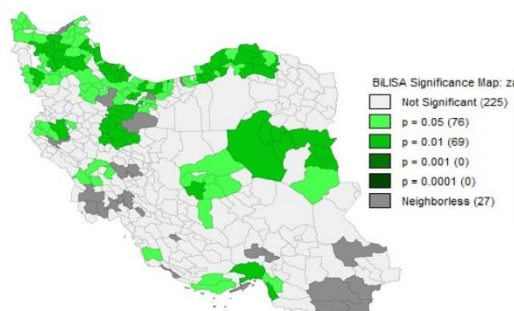 BiLISA Significance Map: za
Not Significant (225)
p = 0.05 (76)
p = 0.01 (69)
p = 0.001 (0)
p = 0.0001 (0)
Neighborless (27)